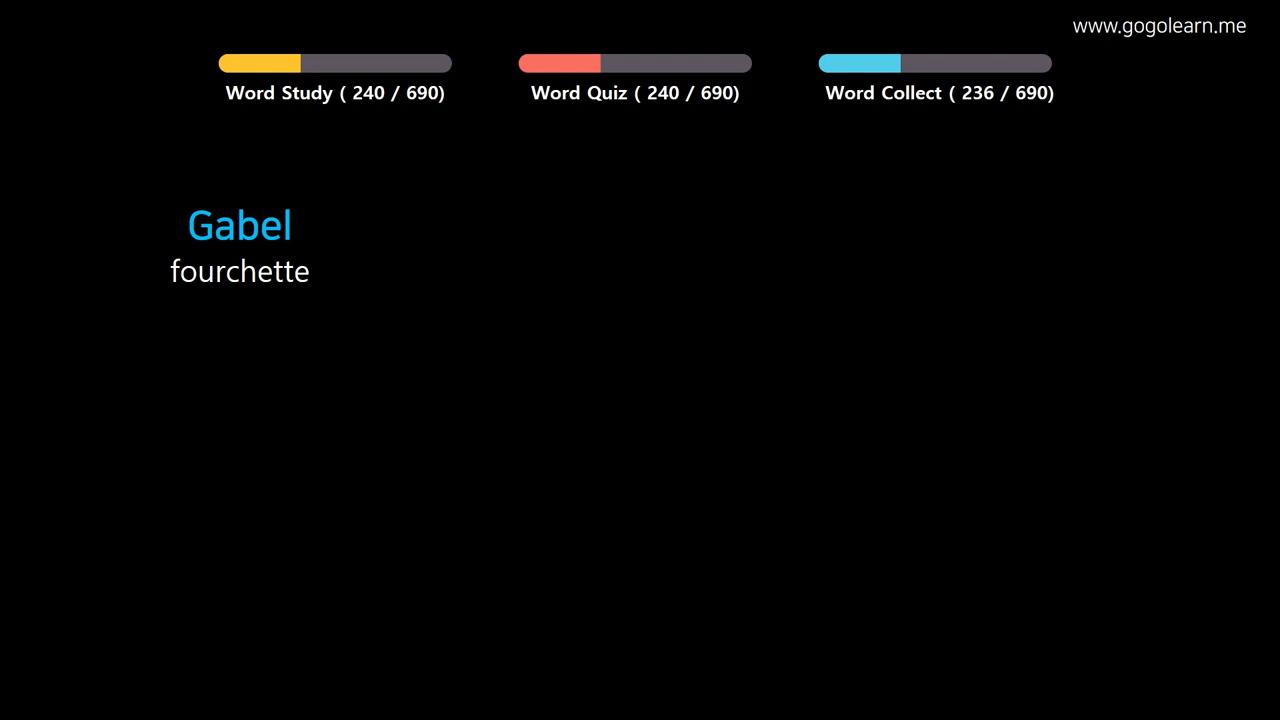 www.gogolearn.me
Word Study ( 240 / 690)
Word Quiz ( 240 / 690)
Word Collect ( 236 / 690)
Gabel
fourchette